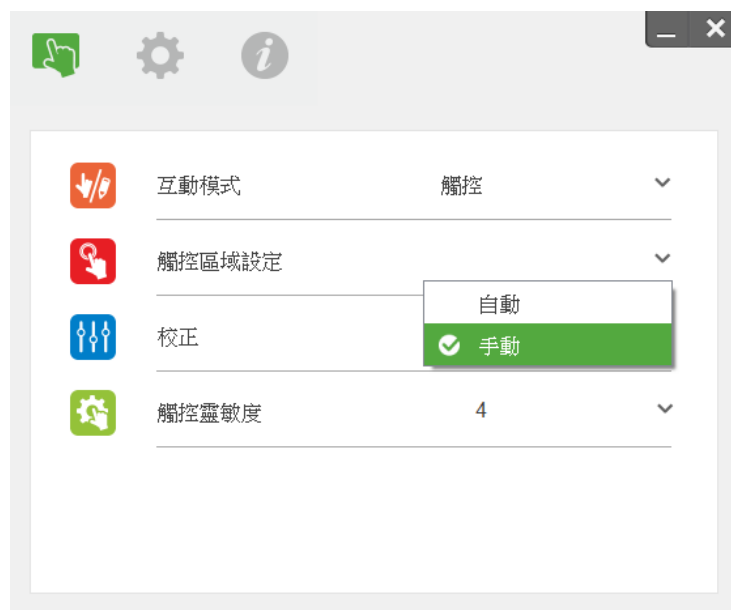 互動模式 觸控
觸控區域設定
自動
校正
手動
觸控靈敏度 4